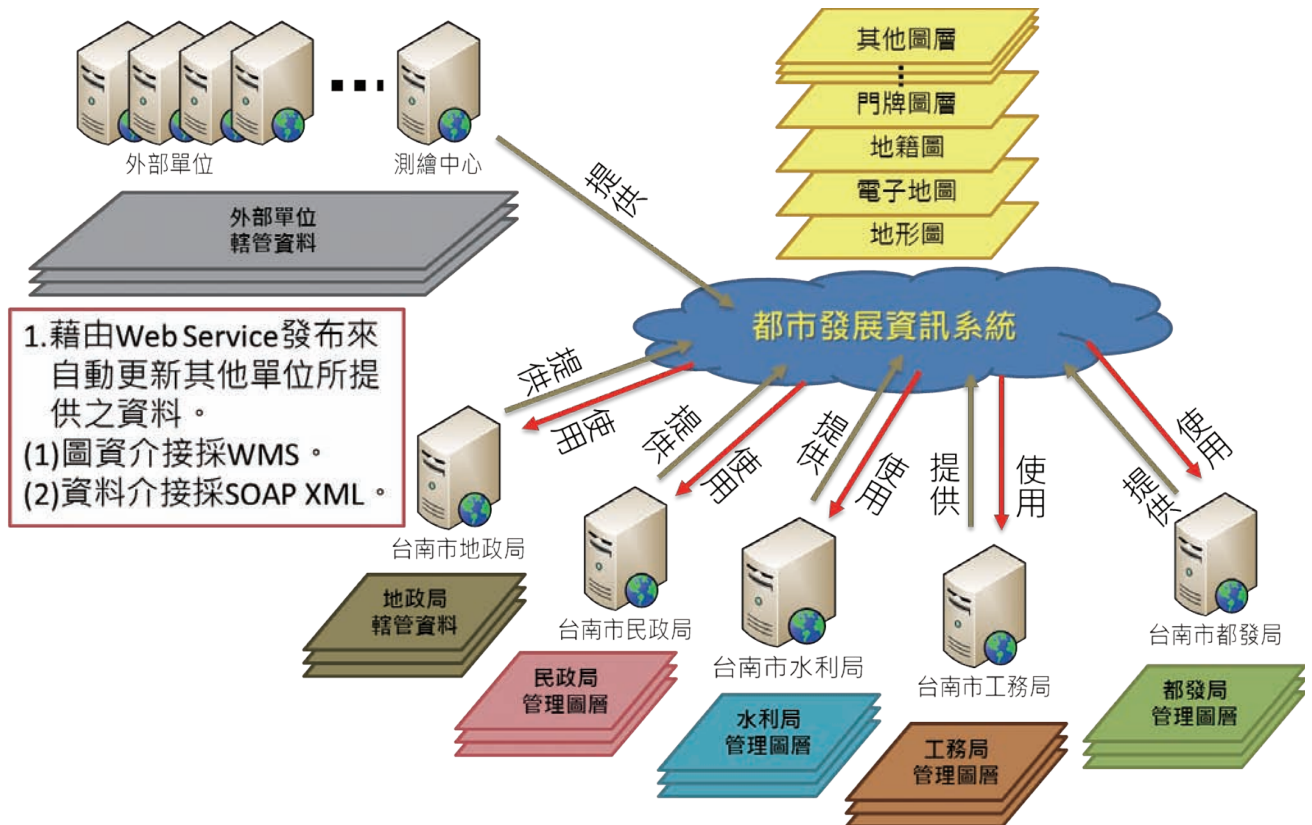 外部單位
測繪中心
外部單位
轄管資料
其他圖層
門牌圖層
地籍圖
電子地圖
地形圖
提供
都市發展資訊系統
1.藉由Web Service發布來
自動更新其他單位所提
供之資料。
(1)圖資介接採WMS。
(2)資料介接採SOAP XML。
提供
使用
提供
使用
提供
使用
提供
使用
提供
使用
台南市地政局
地政局
轄管資料
台南市民政局
民政局
管理圖層
台南市水利局
水利局
管理圖層
台南市工務局
工務局
管理圖層
台南市都發局
都發局
管理圖層